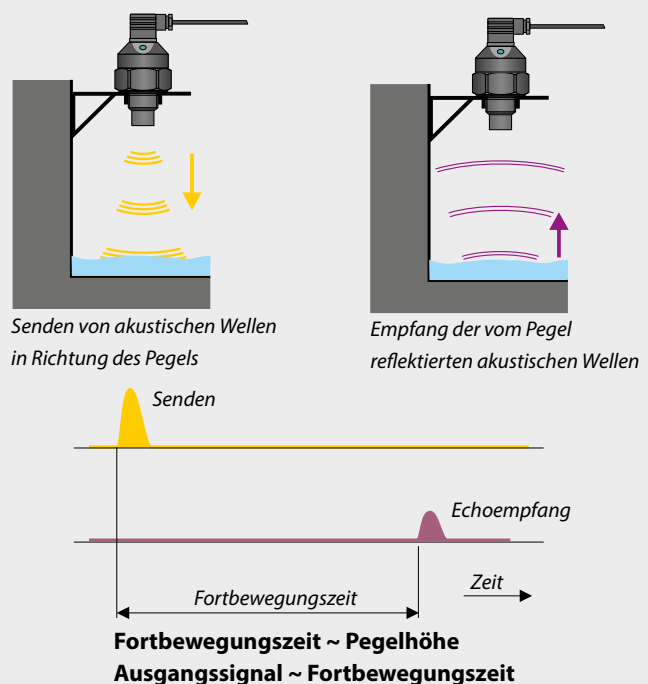 Senden von akustischen Wellen
in Richtung des Pegels
Empfang der vom Pegel
reflektierten akustischen Wellen
Senden
Echoempfang
Zeit
Fortbewegungszeit
Fortbewegungszeit ~ Pegelhöhe
Ausgangssignal ~ Fortbewegungszeit